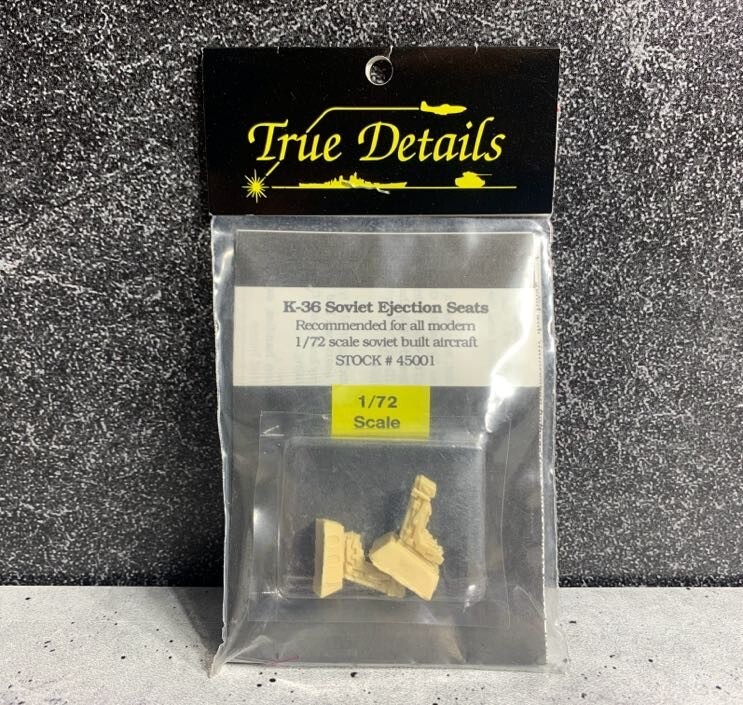 True Details
K-36 Soviet Ejection Seats
Recommended for all modern
1/72 scale soviet built aircraft
STOCK # 45001
1/72
Scale